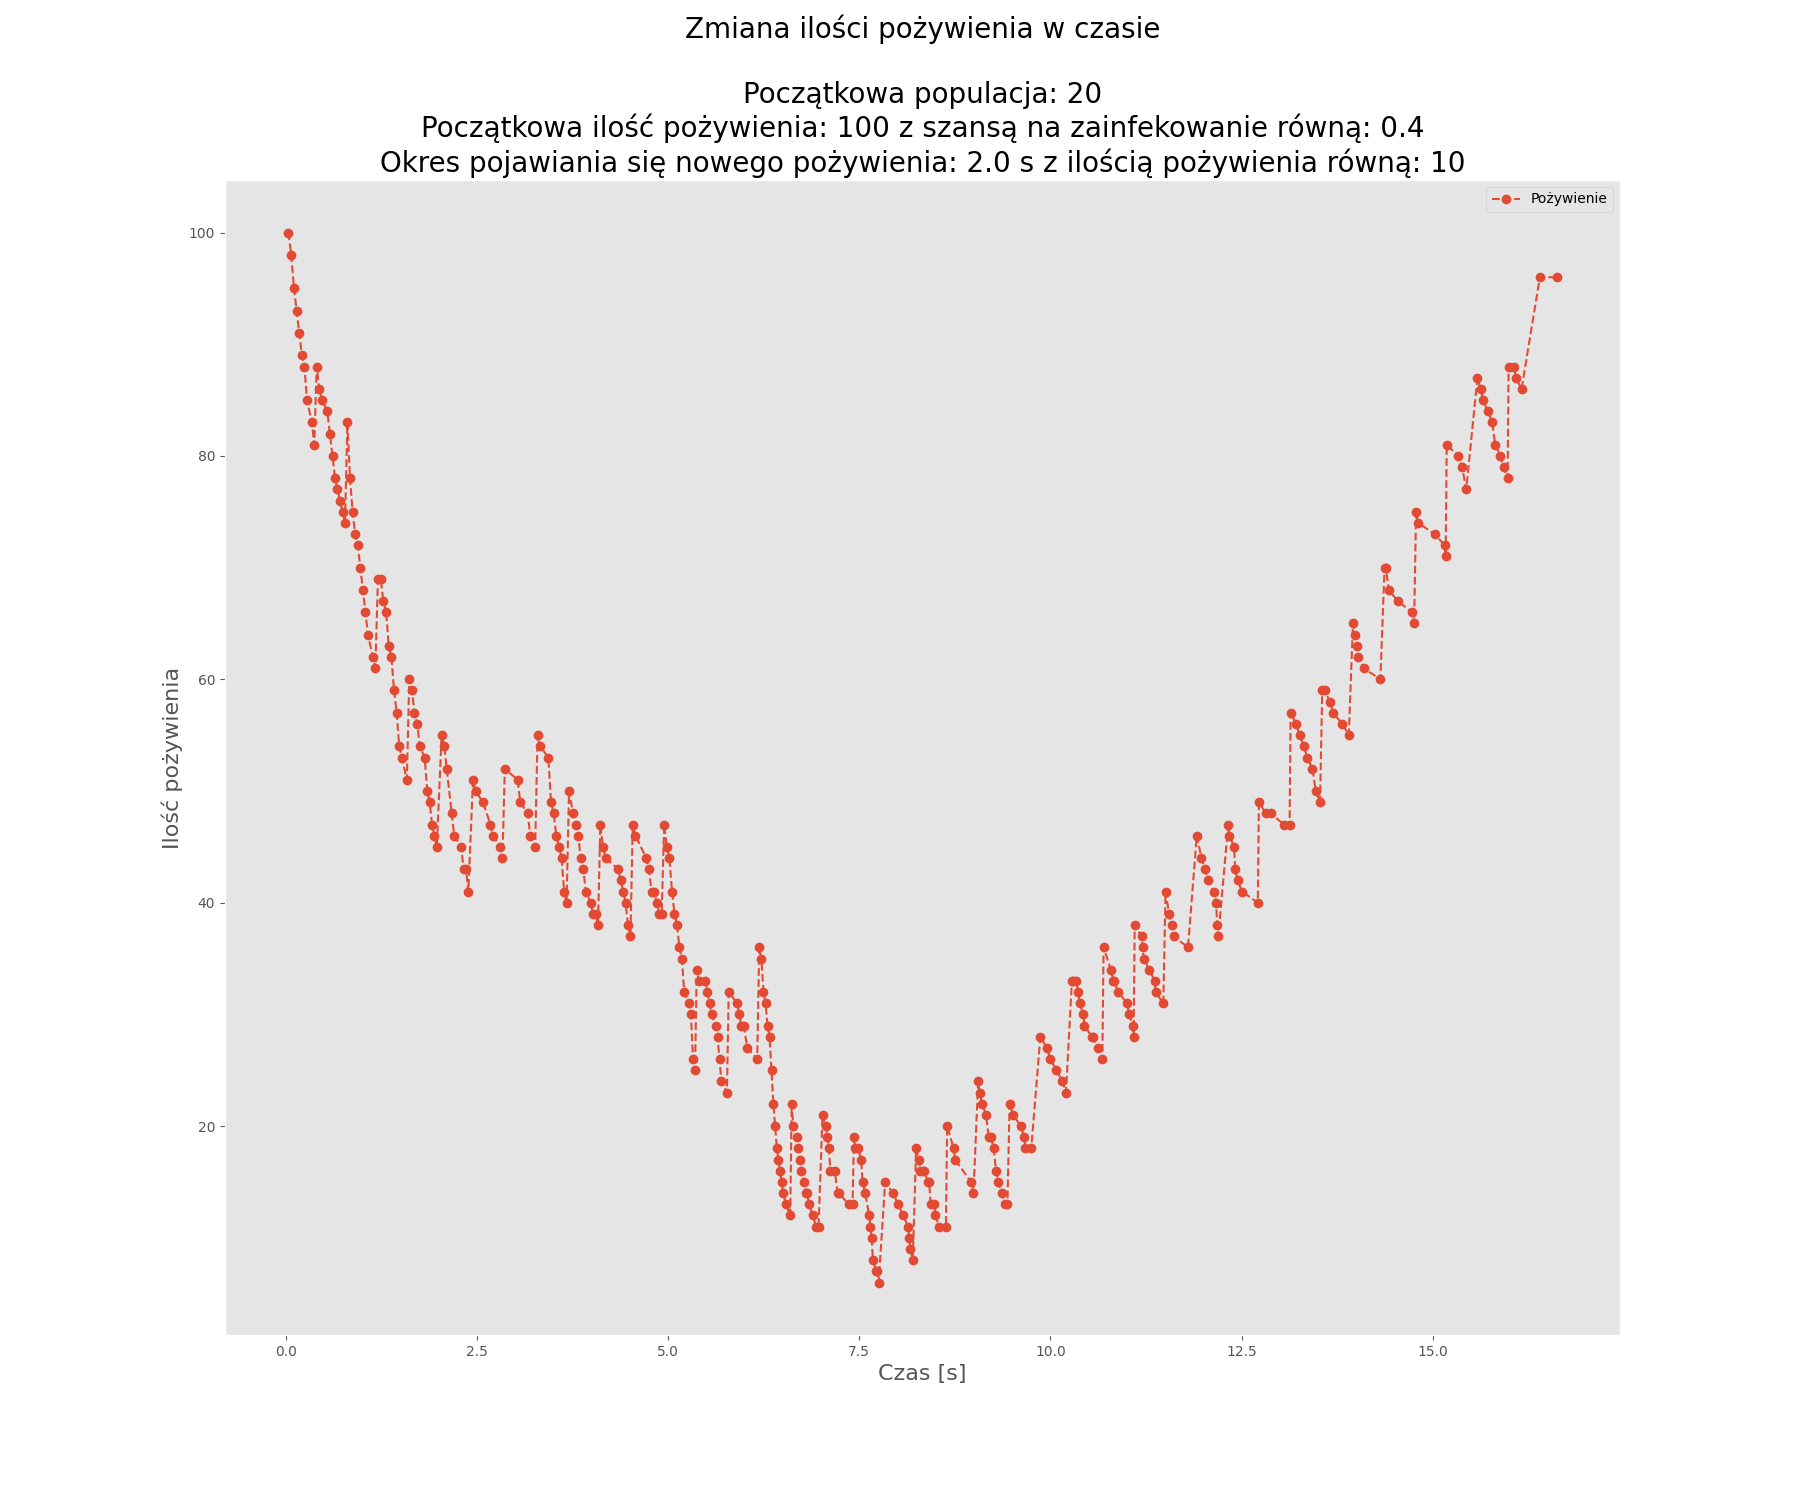 Zmiana ilości pożywienia w czasie
Początkowa populacja: 20
Początkowa ilość pożywienia: 100 z szansą na zainfekowanie równą: 0.4
Okres pojawiania się nowego pożywienia: 2.0 s z ilością pożywienia równą: 10
Pożywienie
100
80
60
40
20
Ilość pożywienia
0.0 2.5 5.0 7.5 10.0 12.5 15.0
Czas [s]